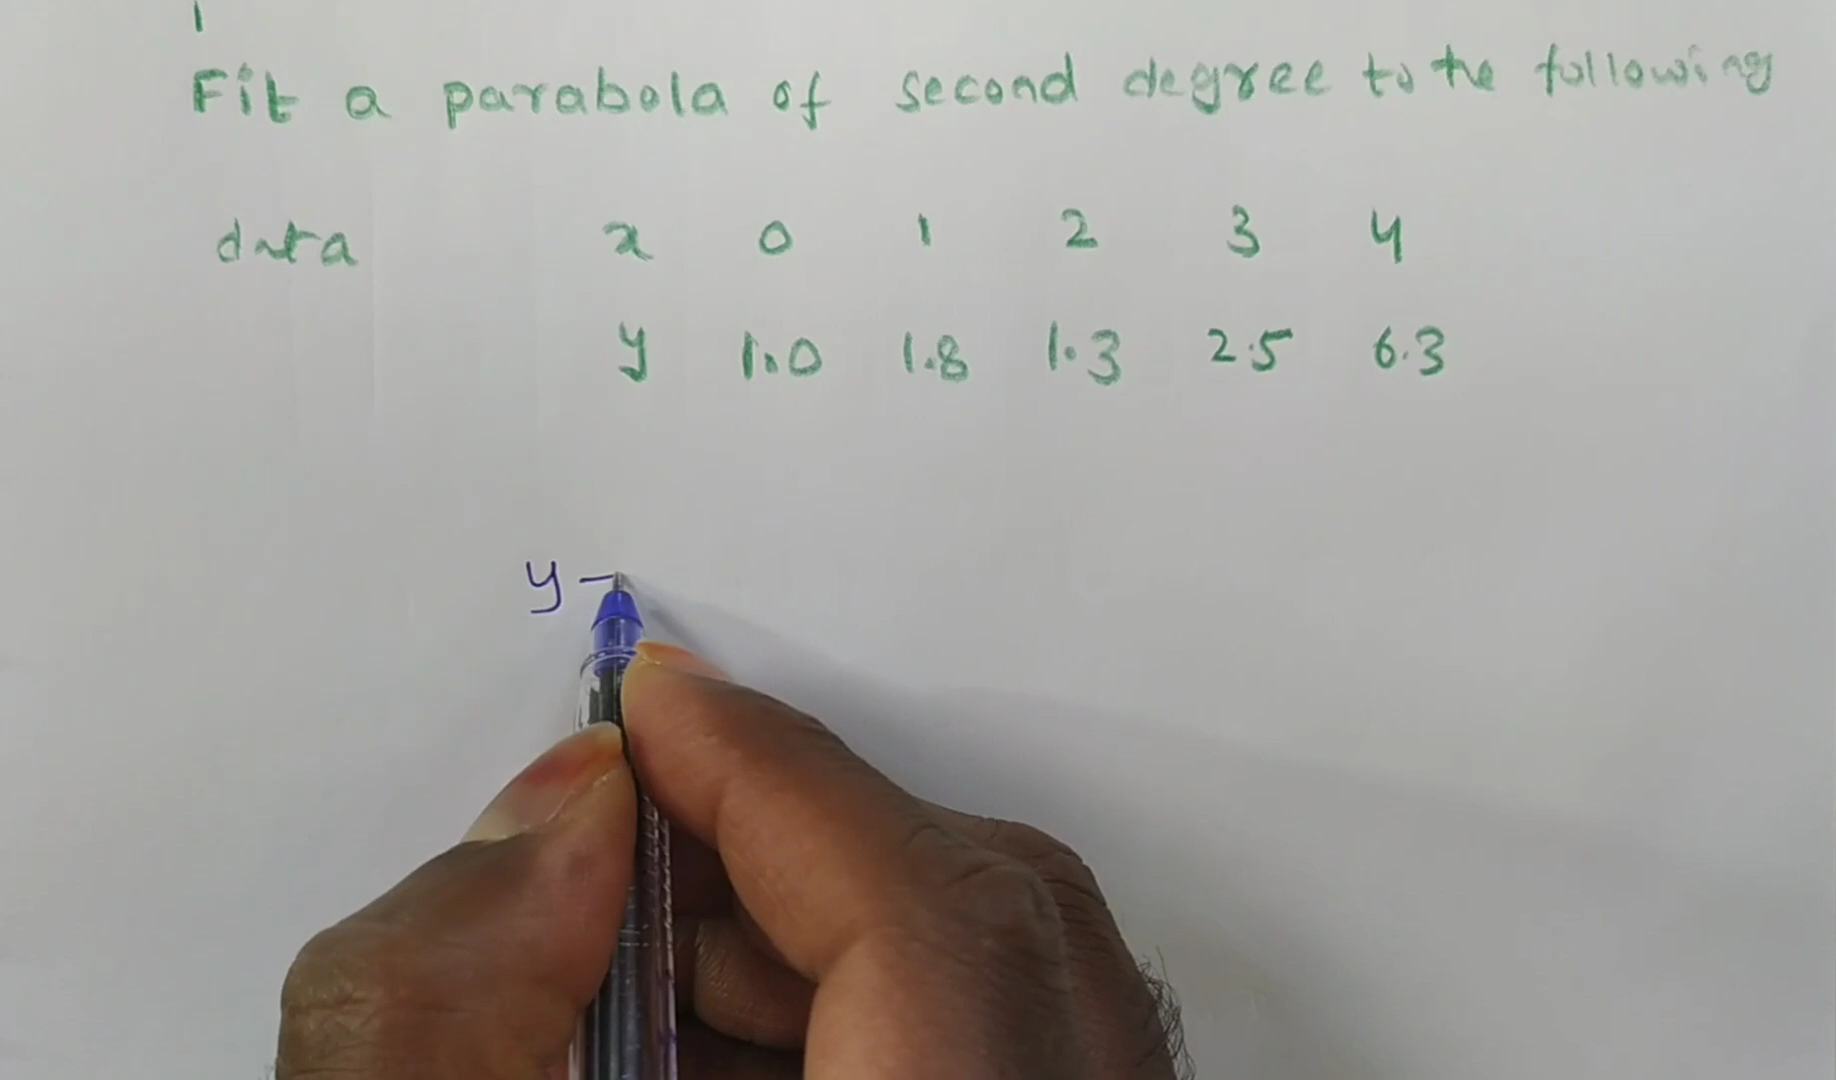 Fit a parabola of second degree to the following
data x 0 1 2 3 4
y 1.0 1.8 1.3 2.5 6.3
y -